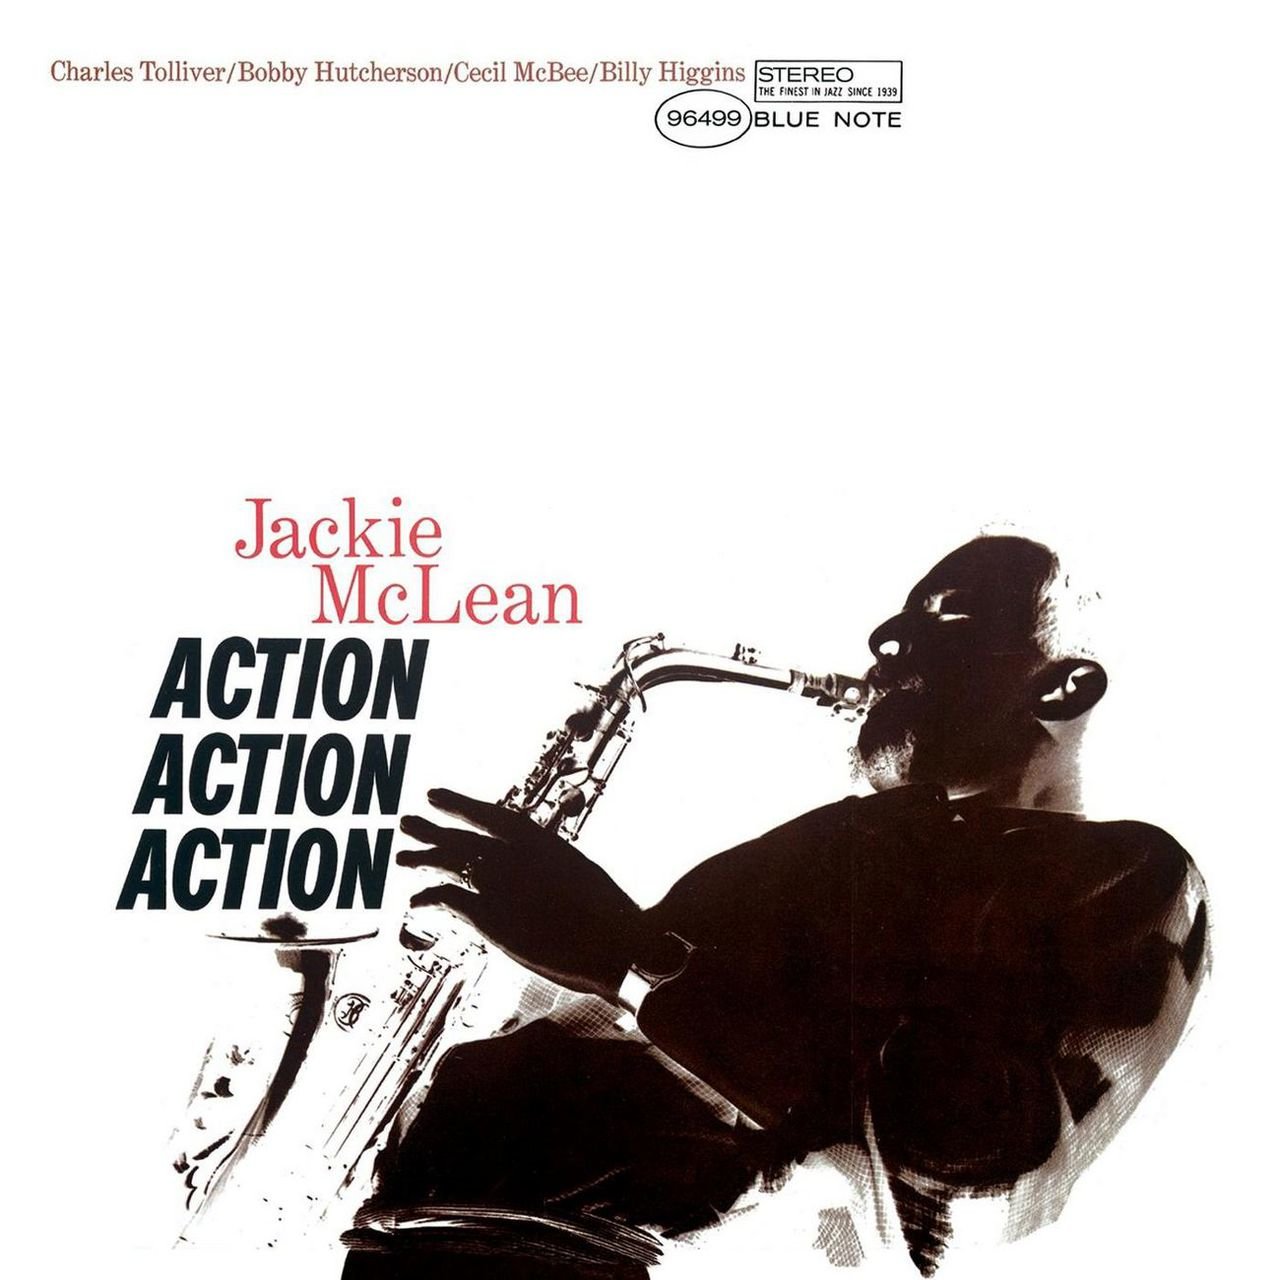 Charles Tolliver/Bobby Hutcherson/Cecil McBee/Billy Higgins
STEREO
THE FINEST IN JAZZ SINCE 1939
96499 BLUE NOTE
Jackie
McLean
ACTION
ACTION
ACTION